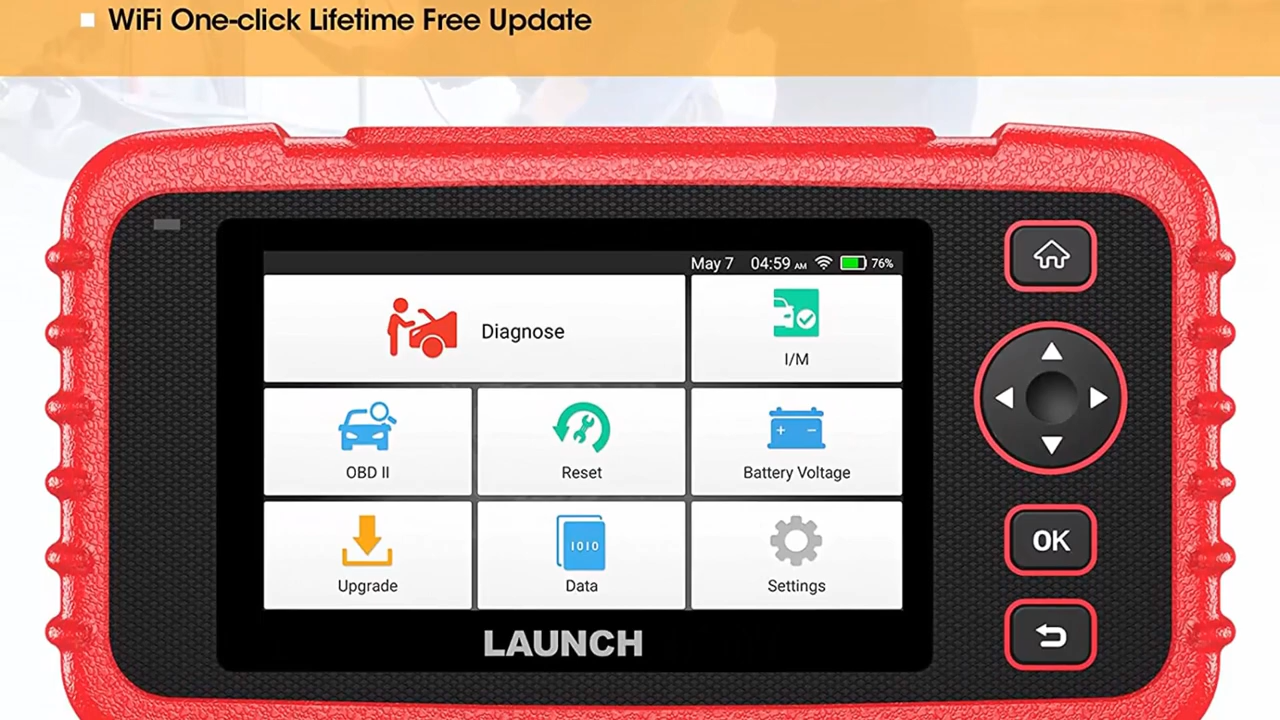 WiFi One-click Lifetime Free Update
May 7 04:59 AM 76%
Diagnose
I/M
OBD II
Reset
Battery Voltage
1010
Upgrade
Data
Settings
LAUNCH
OK